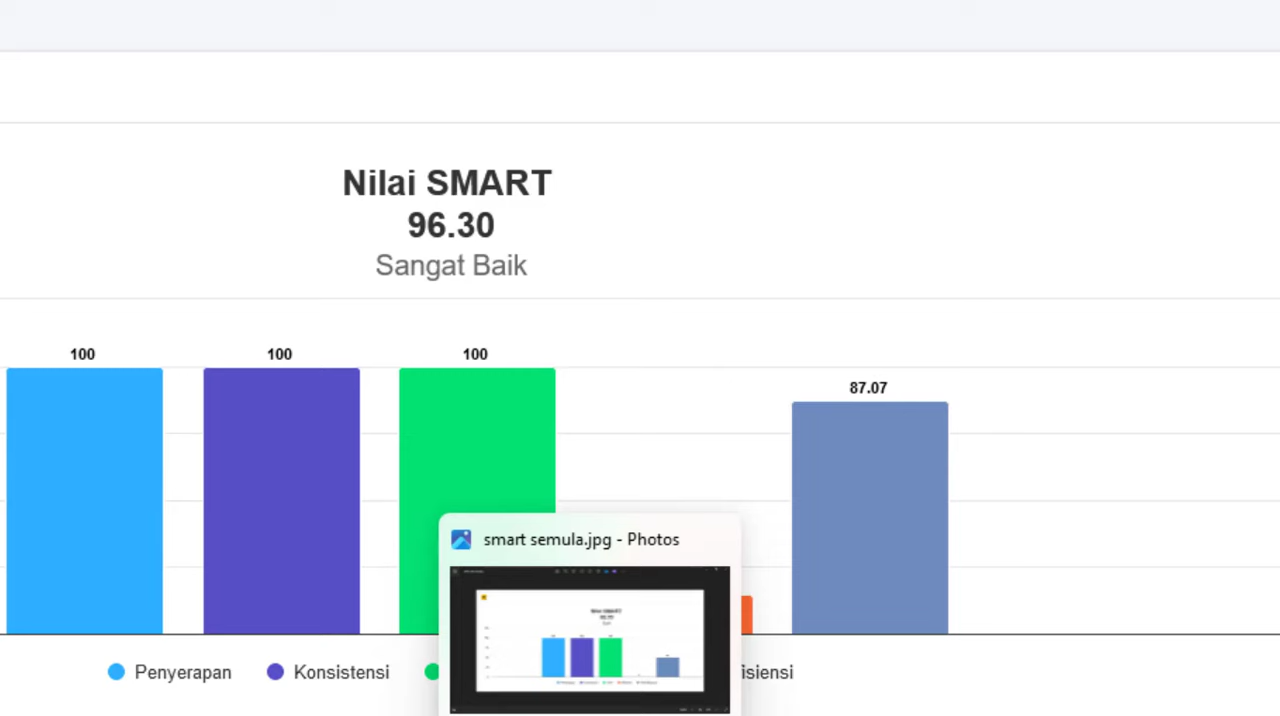 Nilai SMART
96.30
Sangat Baik
100 100 100 87.07
smart semula.jpg - Photos
Penyerapan Konsistensi isiensi